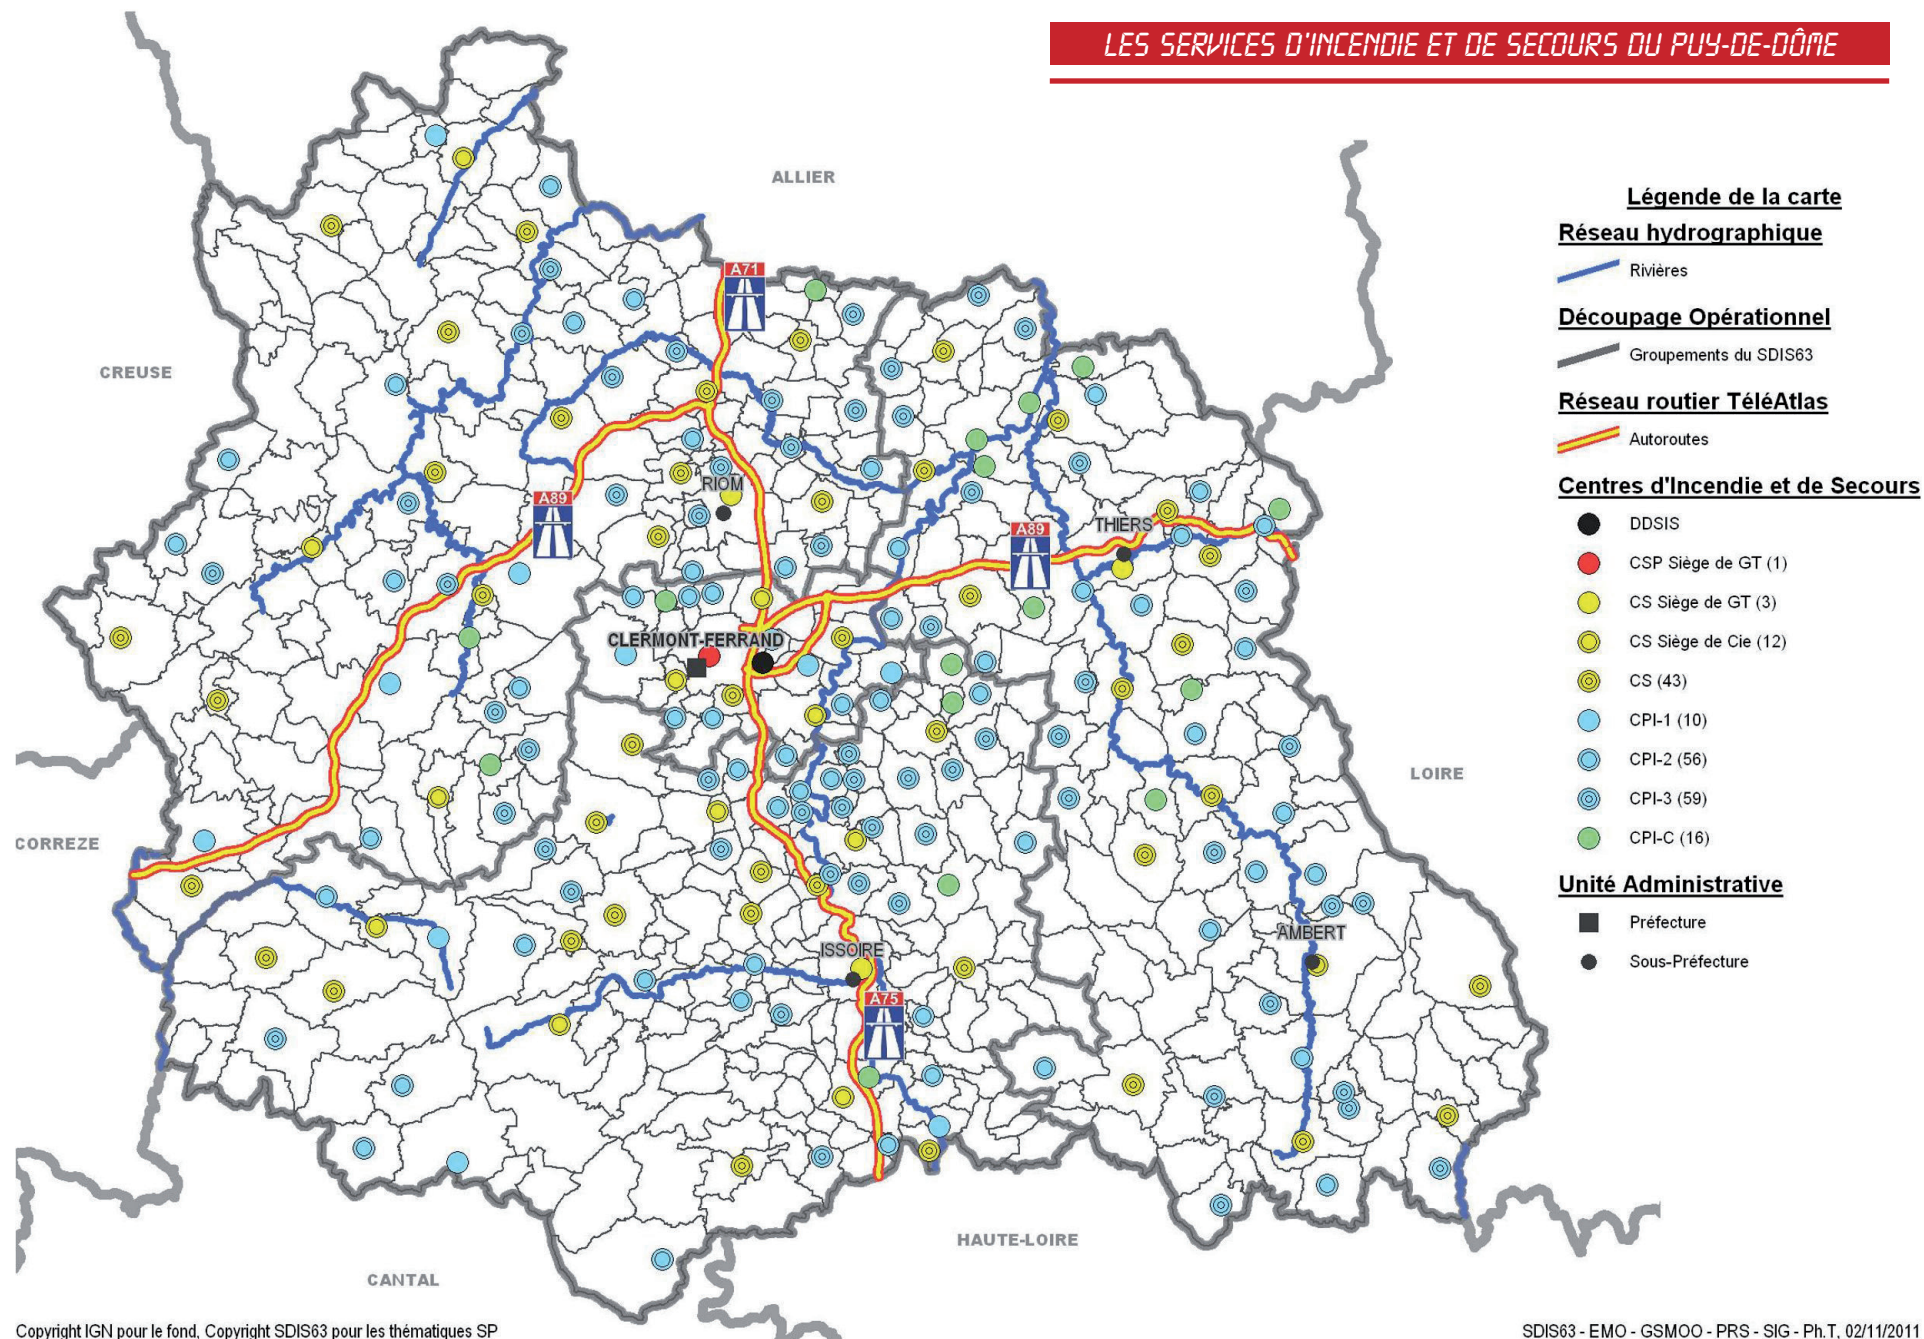 LES SERVICES D'INCENDIE ET DE SECOURS DU PUY-DE-DÔME
ALLIER
Légende de la carte
Réseau hydrographique
Rivières
A71
Découpage Opérationnel
Groupements du SDIS63
CREUSE
Réseau routier TéléAtlas
Autoroutes
RIOM
Centres d'Incendie et de Secours
A89
A89
THIERS
DDSIS
CSP Siège de GT (1)
CS Siège de GT (3)
CLERMONT-FERRAND
CS Siège de Cie (12)
CS (43)
CPI-1 (10)
CPI-2 (56)
LOIRE
CPI-3 (59)
CORREZE
CPI-C (16)
Unité Administrative
Préfecture
AMBERT
ISSOIRE
Sous-Préfecture
A75
HAUTE-LOIRE
CANTAL
Copyright IGN pour le fond, Copyright SDIS63 pour les thématiques SP
SDIS63 - EMO - GSMOO - PRS - SIG - Ph.T, 02/11/2011